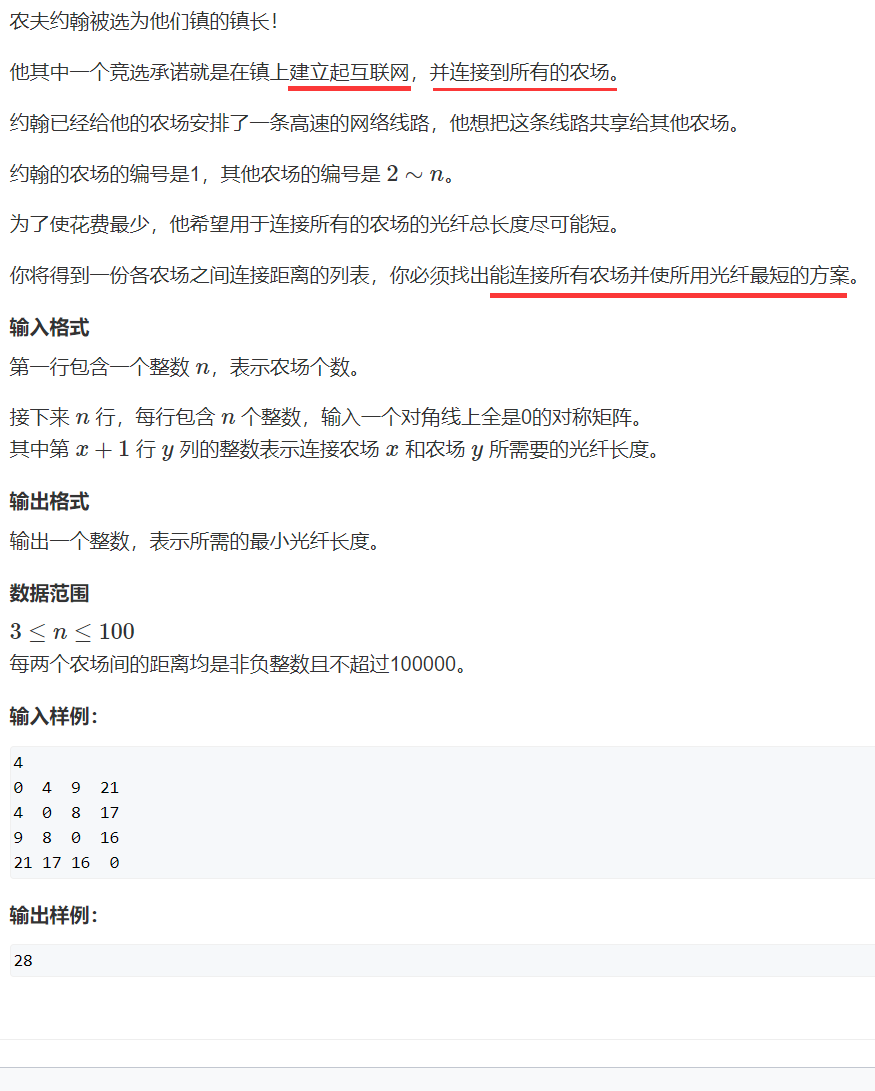 农夫约翰被选为他们镇的镇长！
他其中一个竞选承诺就是在镇上建立起互联网，并连接到所有的农场。
约翰已经给他的农场安排了一条高速的网络线路，他想把这条线路共享给其他农场。
约翰的农场的编号是1，其他农场的编号是 2 ∼ n。
为了使花费最少，他希望用于连接所有的农场的光纤总长度尽可能短。
你将得到一份各农场之间连接距离的列表，你必须找出能连接所有农场并使所用光纤最短的方案。
输入格式
第一行包含一个整数 n，表示农场个数。
接下来 n 行，每行包含 n 个整数，输入一个对角线上全是0的对称矩阵。
其中第 x + 1 行 y 列的整数表示连接农场 x 和农场 y 所需要的光纤长度。
输出格式
输出一个整数，表示所需的最小光纤长度。
数据范围
3 ≤ n ≤ 100
每两个农场间的距离均是非负整数且不超过100000。
输入样例：
4
0 4 9 21
4 0 8 17
9 8 0 16
21 17 16 0
输出样例：
28